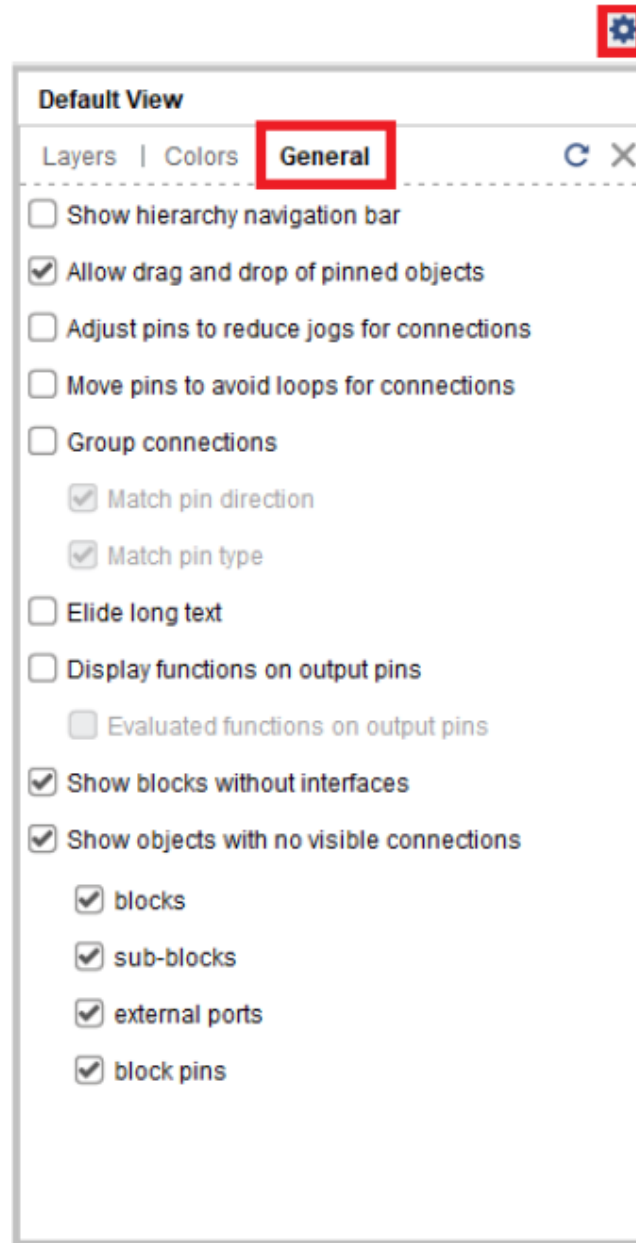 Default View
Layers | Colors General
Show hierarchy navigation bar
Allow drag and drop of pinned objects
Adjust pins to reduce jogs for connections
Move pins to avoid loops for connections
Group connections
Match pin direction
Match pin type
Elide long text
Display functions on output pins
Evaluated functions on output pins
Show blocks without interfaces
Show objects with no visible connections
blocks
sub-blocks
external ports
block pins